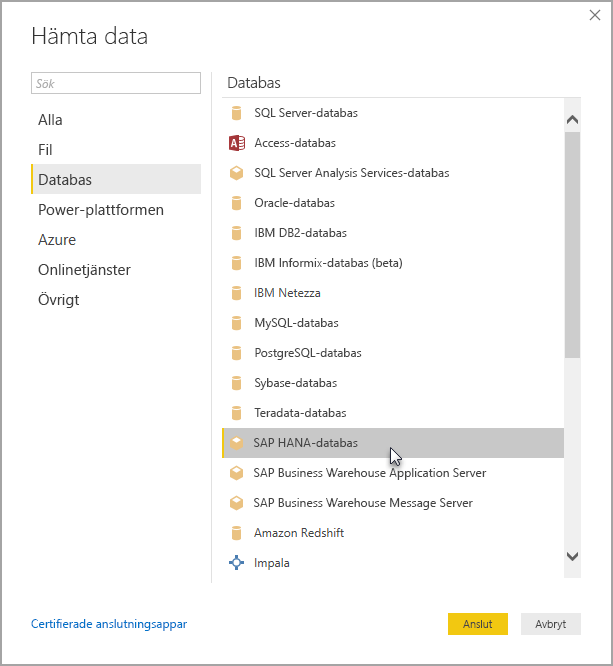 Hämta data
Sök
Alla
Fil
Databas
Power-plattformen
Azure
Onlinetjänster
Övrigt
Databas
SQL Server-databas
Access-databas
SQL Server Analysis Services-databas
Oracle-databas
IBM DB2-databas
IBM Informix-databas (beta)
IBM Netezza
MySQL-databas
PostgreSQL-databas
Sybase-databas
Teradata-databas
SAP HANA-databas
SAP Business Warehouse Application Server
SAP Business Warehouse Message Server
Amazon Redshift
Impala
Certifierade anslutningsappar
Anslut
Avbryt